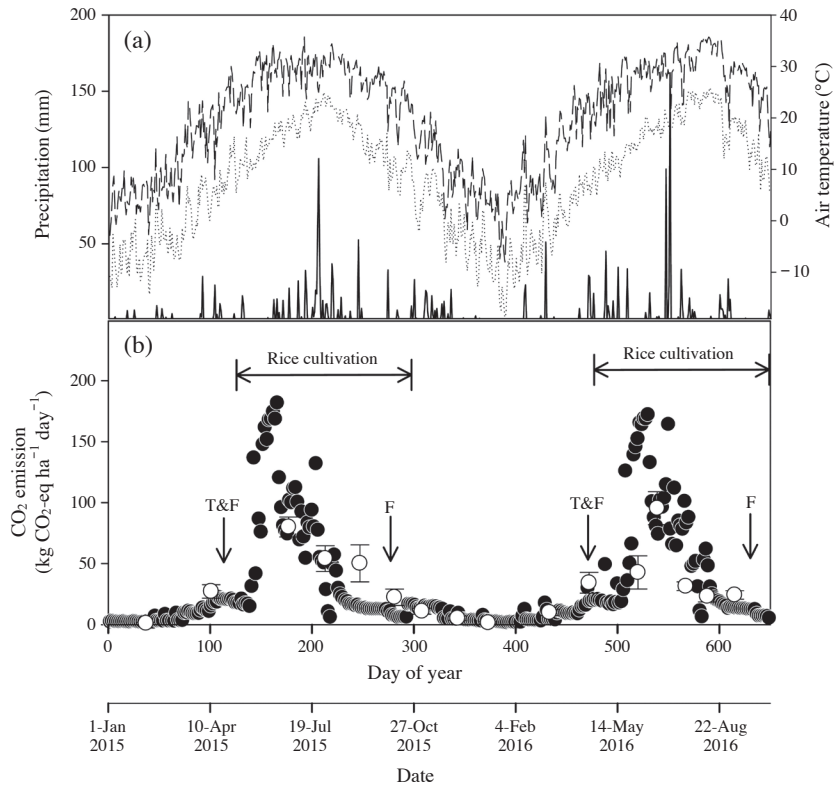 200
150
100
50
Precipitation (mm)
(a)
40
30
20
10
0
−10
Air temperature (°C)
(b)
Rice cultivation
Rice cultivation
T&F
F
T&F
F
200
150
100
50
0
CO₂ emission
(kg CO₂-eq ha⁻¹ day⁻¹)
0 100 200 300 400 500 600
Day of year
1-Jan 10-Apr 19-Jul 27-Oct 4-Feb 14-May 22-Aug
2015 2015 2015 2015 2016 2016 2016
Date